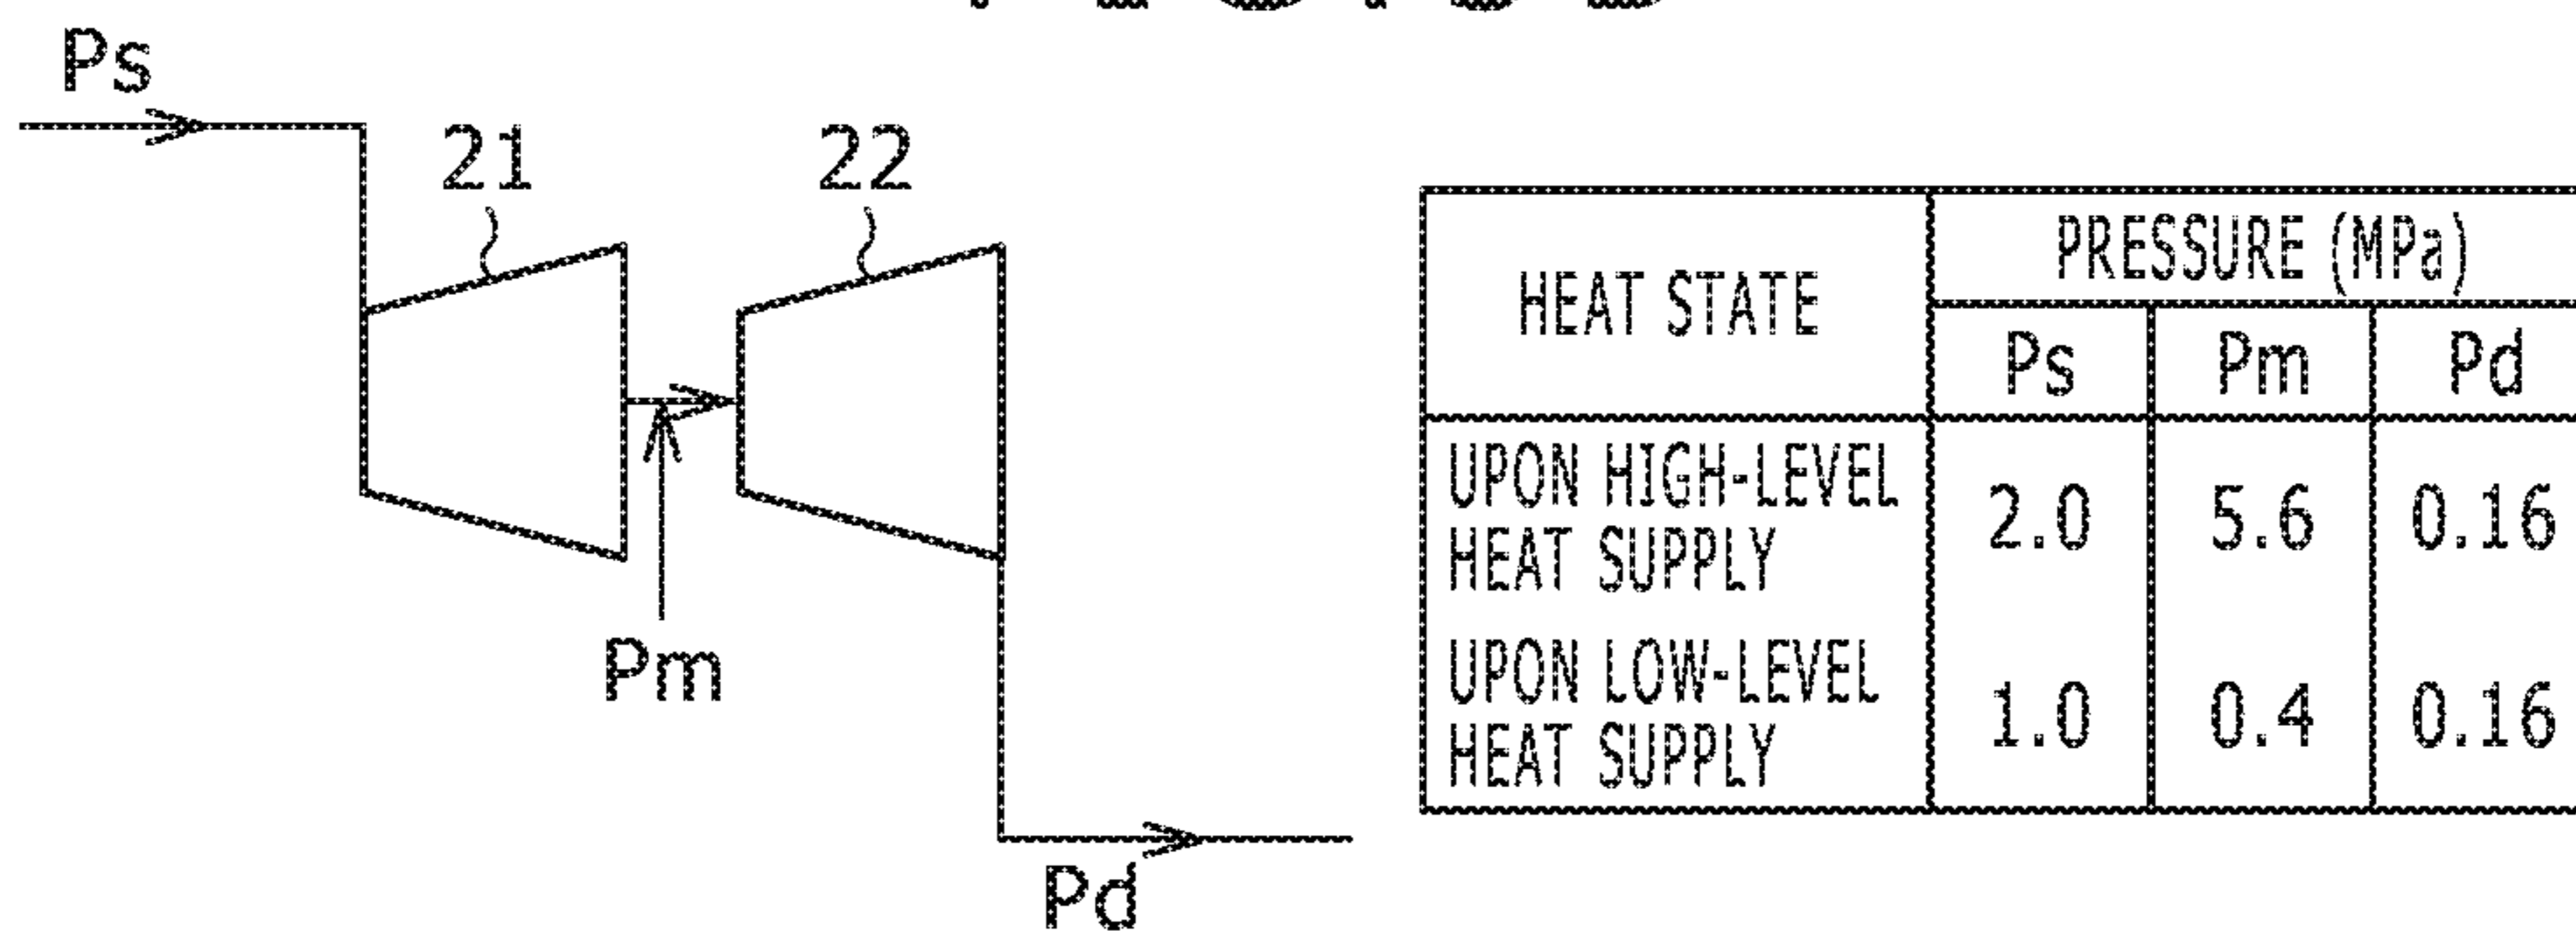 Ps
21
22
Pm
Pd
HEAT STATE
PRESSURE (MPa)
Ps Pm Pd
UPON HIGH-LEVEL
HEAT SUPPLY
2.0 5.6 0.16
UPON LOW-LEVEL
HEAT SUPPLY
1.0 0.4 0.16